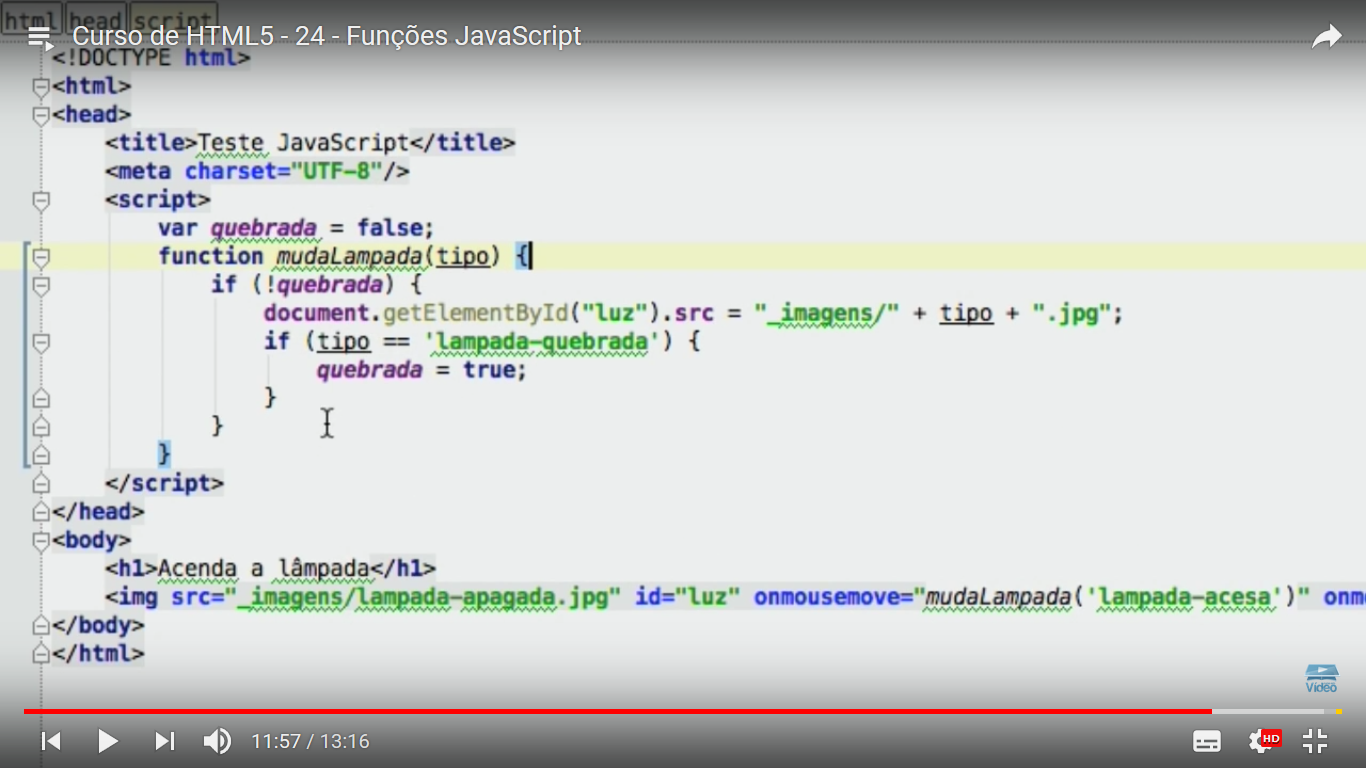 html head script
Curso de HTML5 - 24 - Funções JavaScript
<!DOCTYPE html>
<html>
<head>
<title>Teste JavaScript</title>
<meta charset="UTF-8"/>
<script>
var quebrada = false;
function mudaLampada(tipo) {
if (!quebrada) {
document.getElementById("luz").src = "_imagens/" + tipo + ".jpg";
if (tipo == 'lampada-quebrada') {
quebrada = true;
}
}
}
</script>
</head>
<body>
<h1>Acenda a lâmpada</h1>
<img src="_imagens/lampada-apagada.jpg" id="luz" onmousemove="mudaLampada('lampada-acesa')" onm
</body>
</html>
Vídeo
11:57 / 13:16
HD